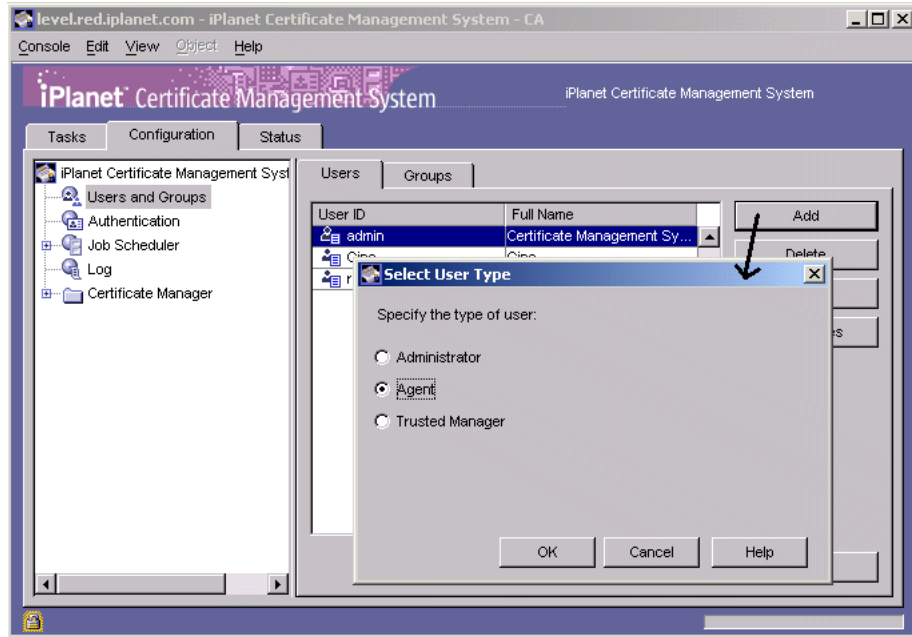 level.red.iplanet.com - iPlanet Certificate Management System - CA
Console Edit View Object Help
iPlanet Certificate Management System
iPlanet Certificate Management System
Tasks Configuration Status
iPlanet Certificate Management Syst
Users and Groups
Authentication
Job Scheduler
Log
Certificate Manager
Users Groups
User ID Full Name
admin Certificate Management Sy...
Add
Delete
r
s
Select User Type
Specify the type of user:
Administrator
Agent
Trusted Manager
OK Cancel Help